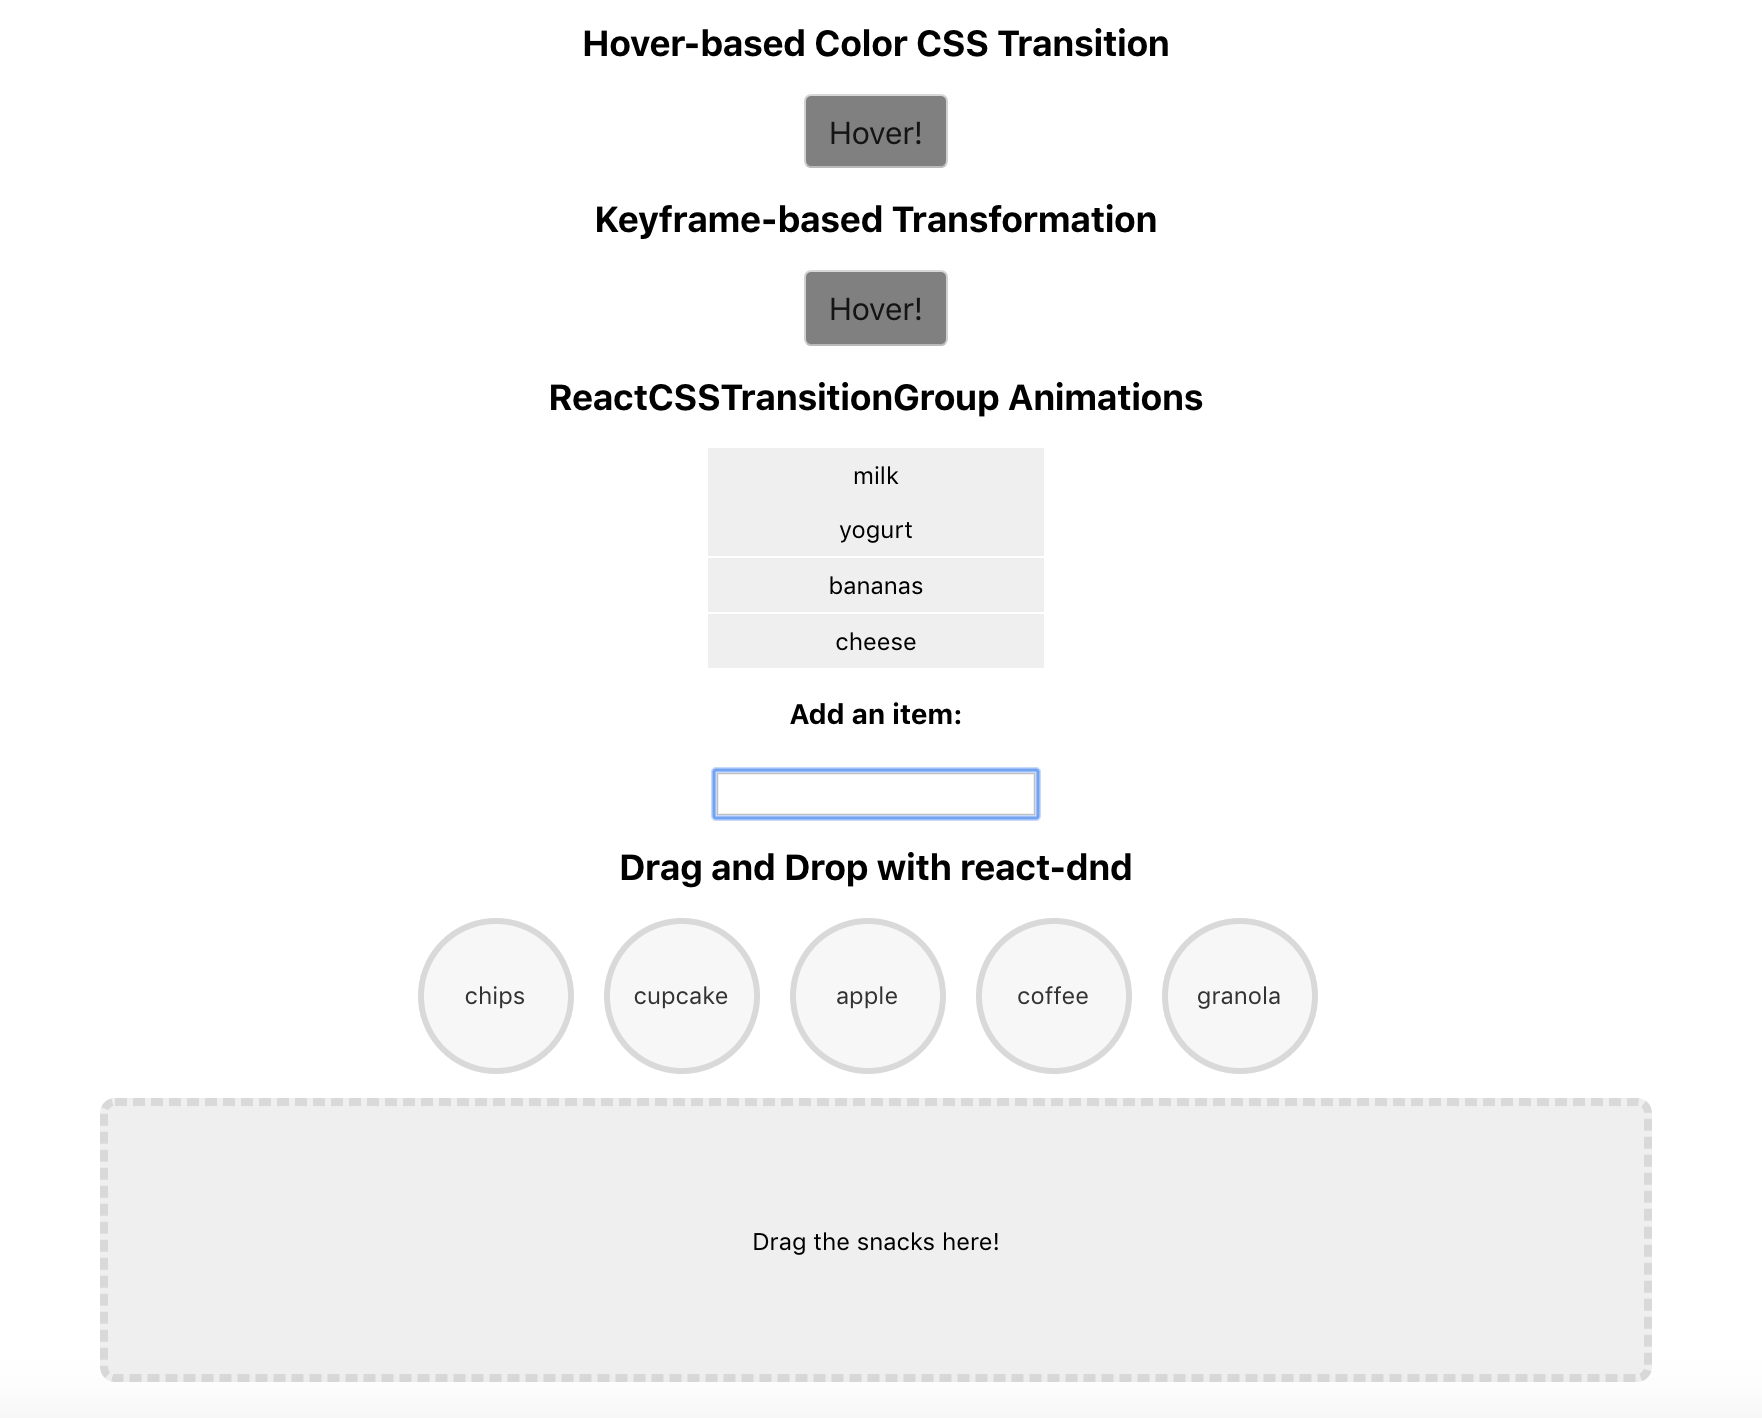 Hover-based Color CSS Transition
Hover!
Keyframe-based Transformation
Hover!
ReactCSSTransitionGroup Animations
milk
yogurt
bananas
cheese
Add an item:
Drag and Drop with react-dnd
chips cupcake apple coffee granola
Drag the snacks here!